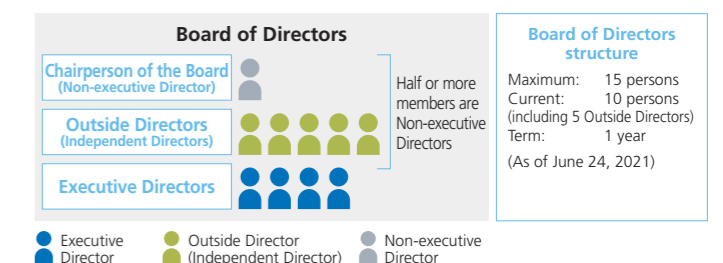 Board of Directors
Chairperson of the Board
(Non-executive Director)
Outside Directors
(Independent Directors)
Executive Directors
Half or more
members are
Non-executive
Directors
Board of Directors
structure
Maximum: 15 persons
Current: 10 persons
(including 5 Outside Directors)
Term: 1 year
(As of June 24, 2021)
Executive
Director
Outside Director
(Independent Director)
Non-executive
Director